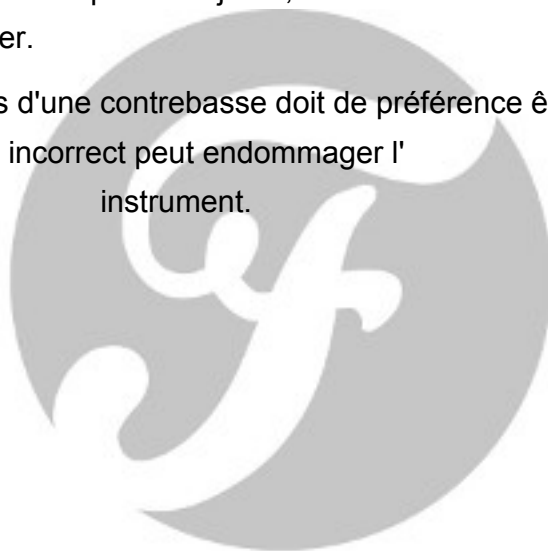 er.
s d'une contrebasse doit de préférence ê
incorrect peut endommager l'
instrument.